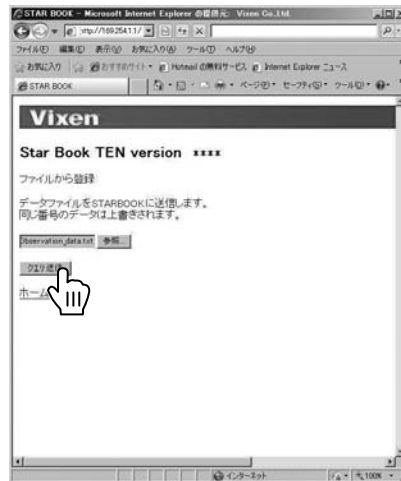 STAR BOOK - Microsoft Internet Explorer の提供元: Vixen Co.Ltd.
http://169.254.1.1/
ファイル(F) 編集(E) 表示(V) お気に入り(A) ツール(T) ヘルプ(H)
お気に入り おすすめサイト Hotmail の無料サービス Internet Explorer ニュース
STAR BOOK ページ(P) セーフティ(S) ツール(O)
Vixen
Star Book TEN version ****
ファイルから登録
データファイルをSTARBOOKに送信します。
同じ番号のデータは上書きされます。
Observation_data.txt 参照...
クエリ送信
ホーム
インターネット 100%